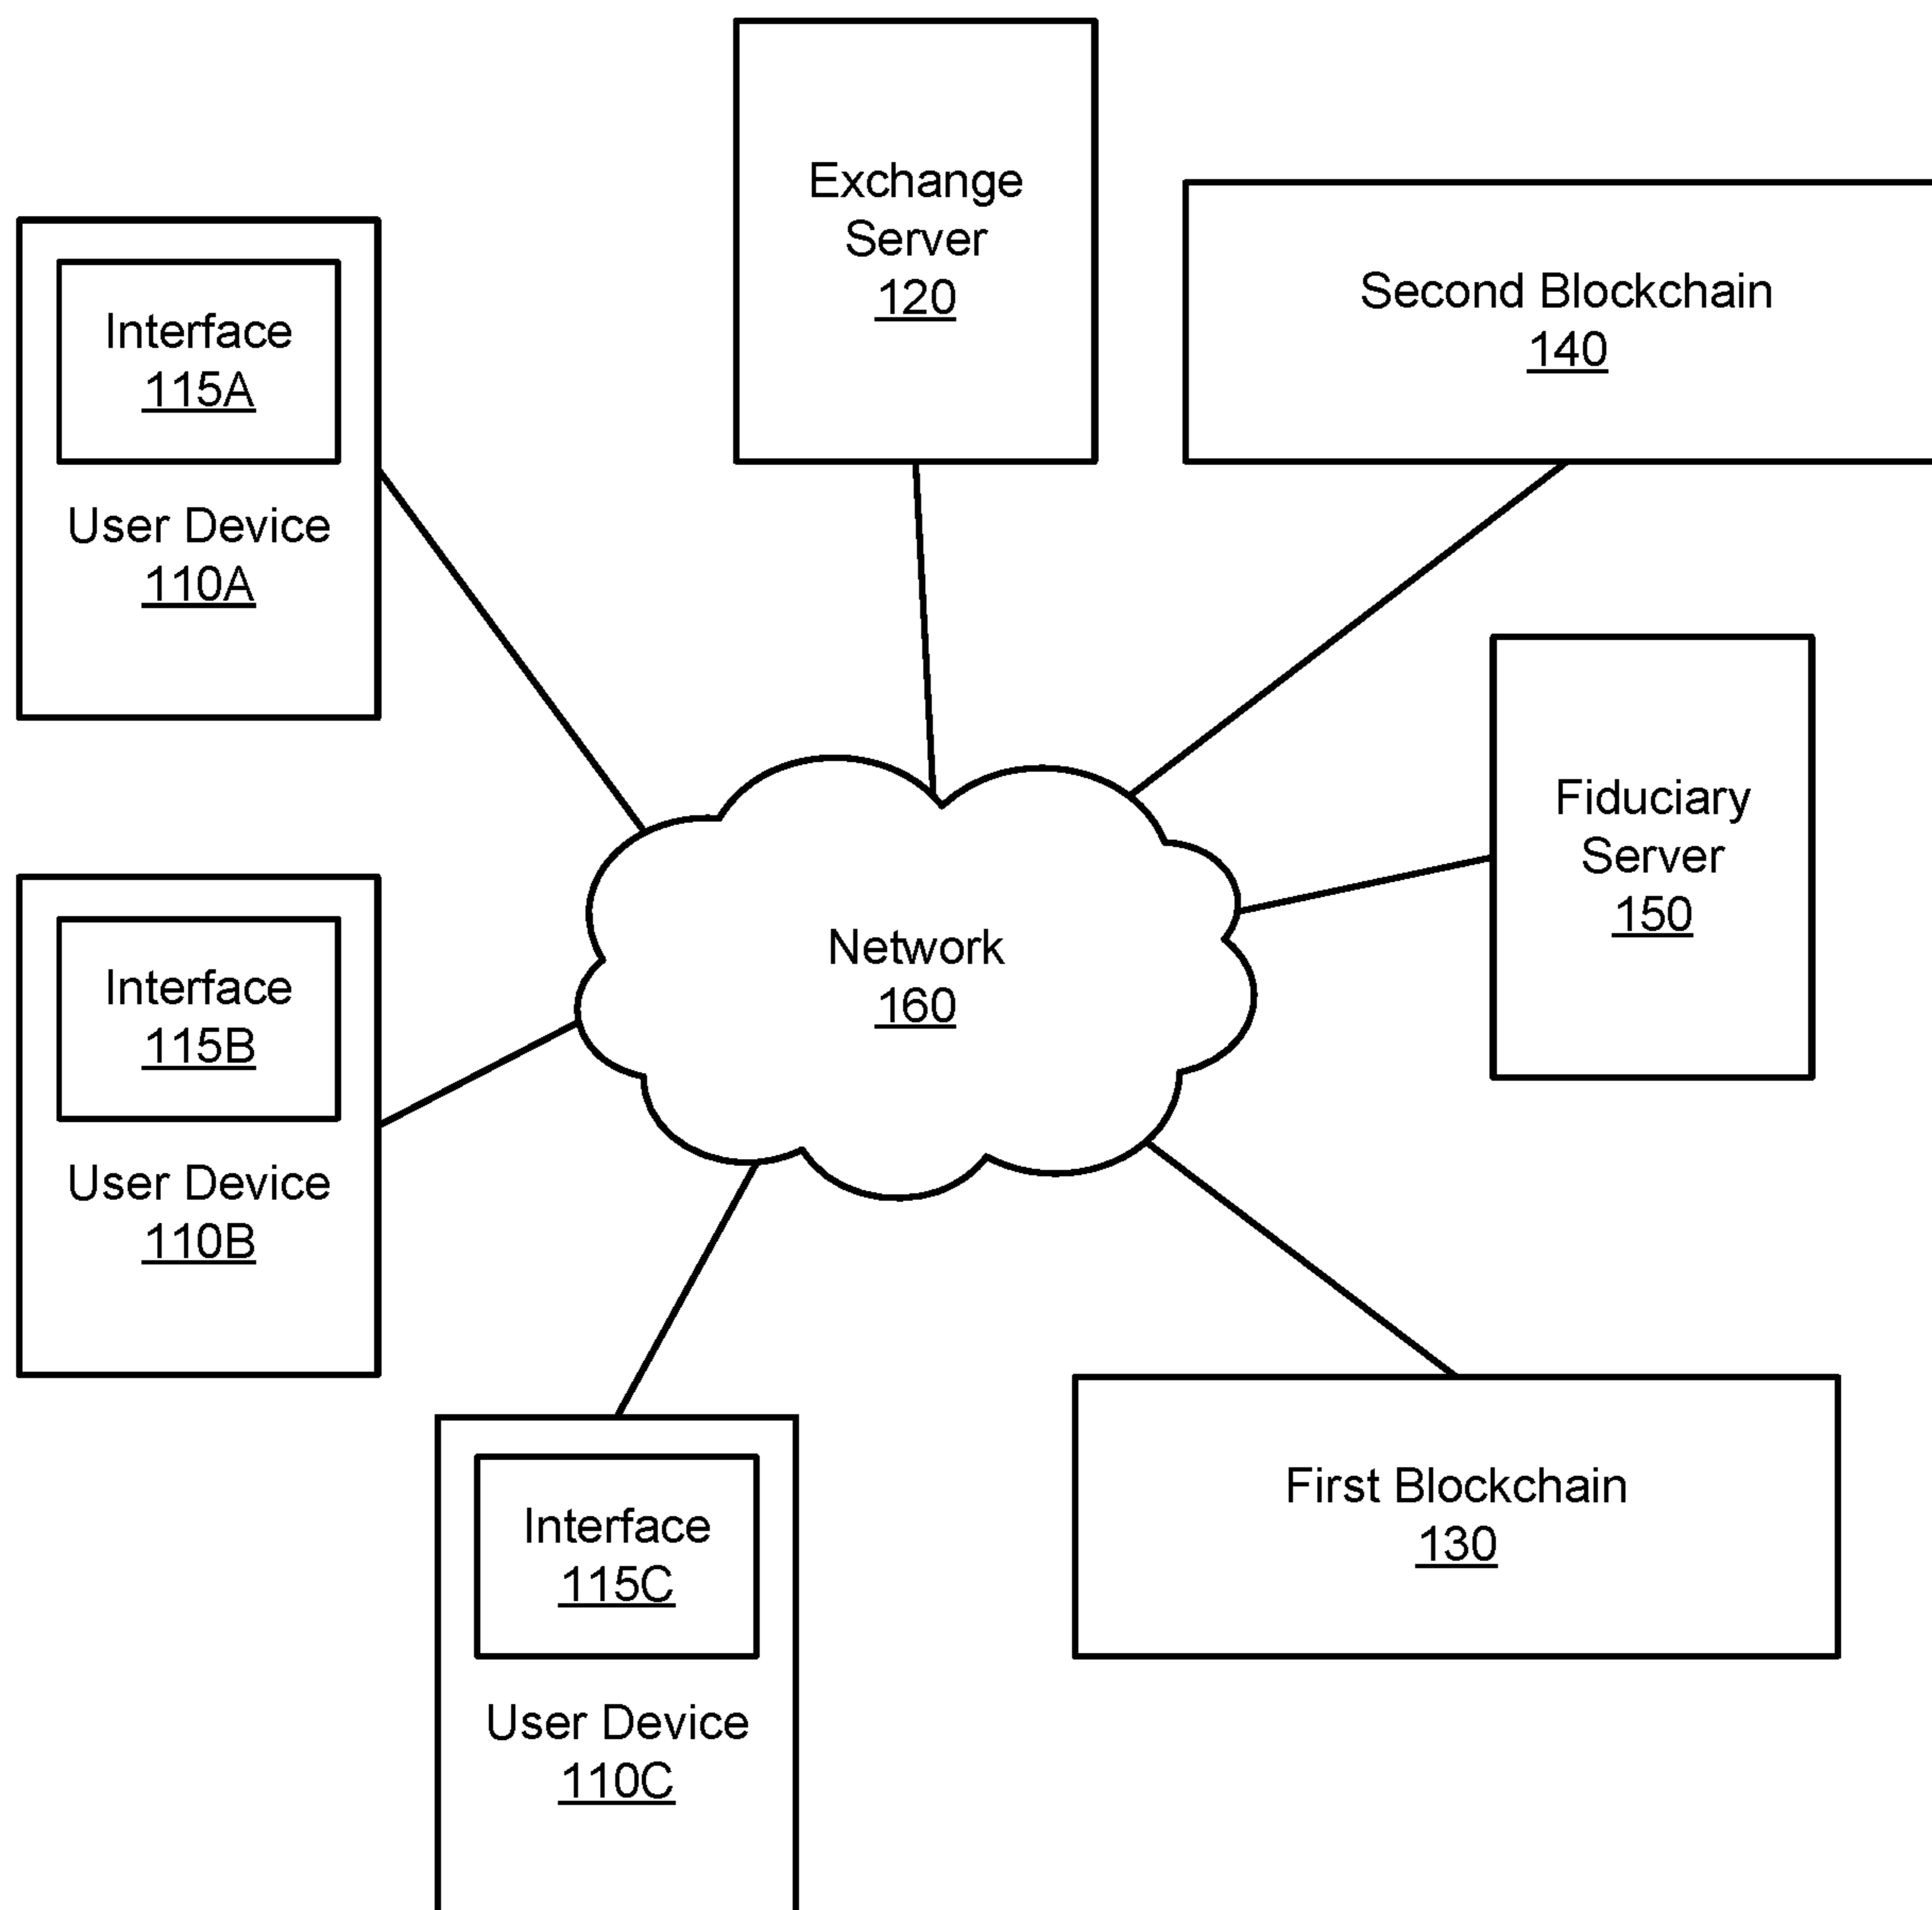 Exchange
Server
120
Second Blockchain
140
Interface
115A
User Device
110A
Fiduciary
Server
150
Network
160
Interface
115B
User Device
110B
First Blockchain
130
Interface
115C
User Device
110C